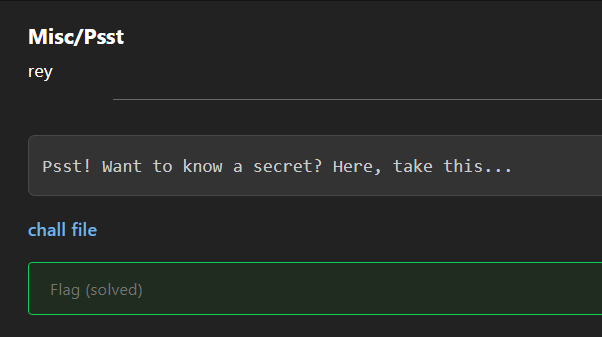 Misc/Psst
rey
Psst! Want to know a secret? Here, take this...
chall file
Flag (solved)